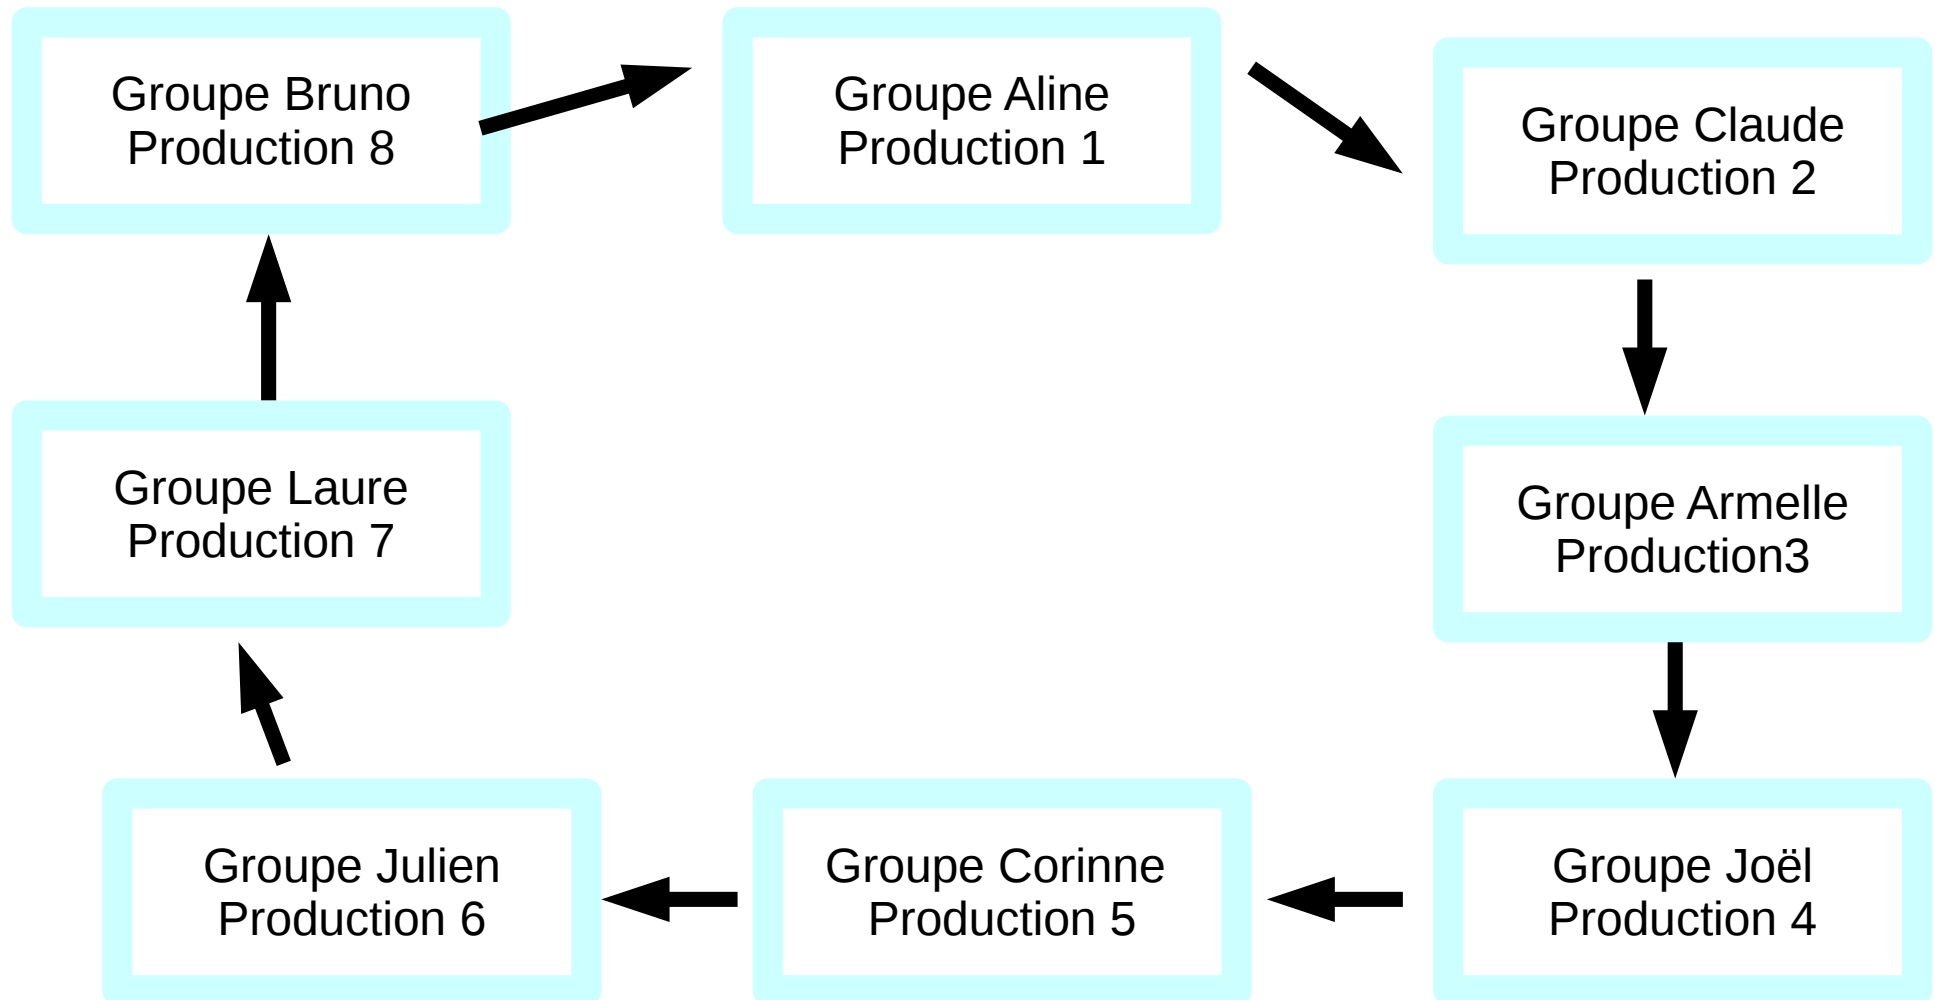 Groupe Bruno
Production 8
Groupe Aline
Production 1
Groupe Claude
Production 2
Groupe Laure
Production 7
Groupe Armelle
Production3
Groupe Julien
Production 6
Groupe Corinne
Production 5
Groupe Joël
Production 4